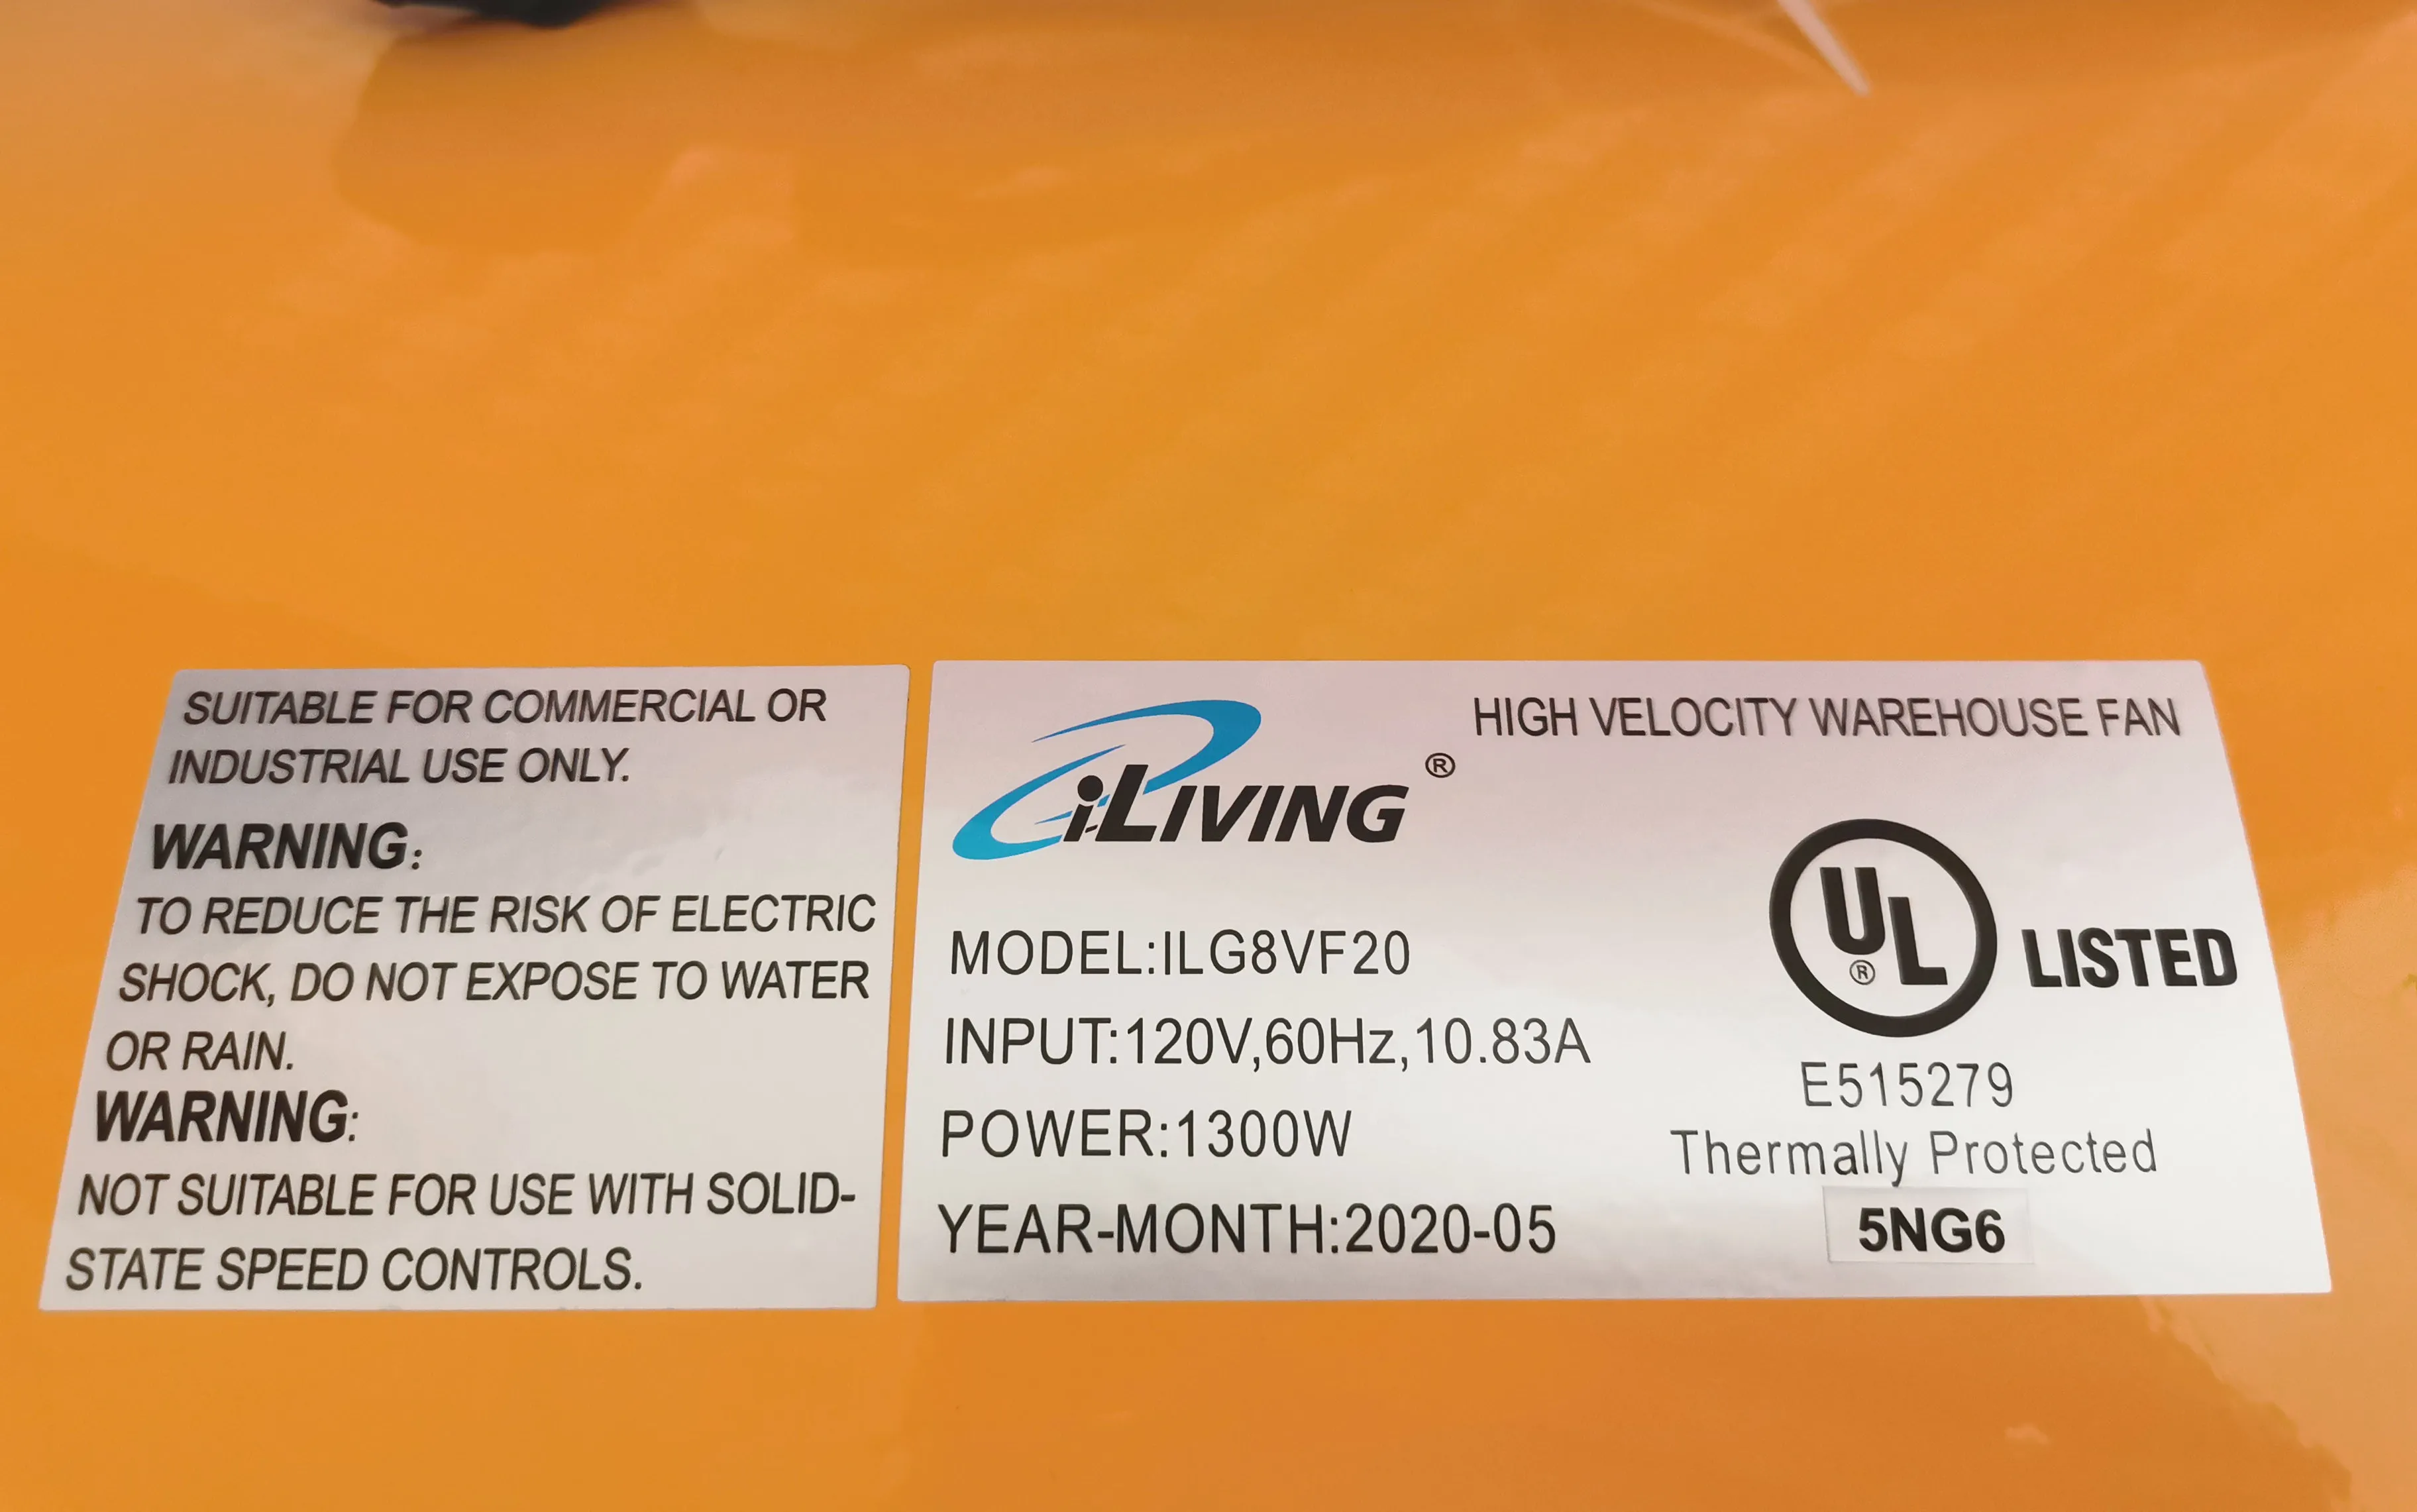 SUITABLE FOR COMMERCIAL OR
INDUSTRIAL USE ONLY.
WARNING:
TO REDUCE THE RISK OF ELECTRIC
SHOCK, DO NOT EXPOSE TO WATER
OR RAIN.
WARNING:
NOT SUITABLE FOR USE WITH SOLID-
STATE SPEED CONTROLS.
HIGH VELOCITY WAREHOUSE FAN
iLIVING®
MODEL:ILG8VF20
INPUT:120V,60Hz,10.83A
POWER:1300W
YEAR-MONTH:2020-05
UL® LISTED
E515279
Thermally Protected
5NG6